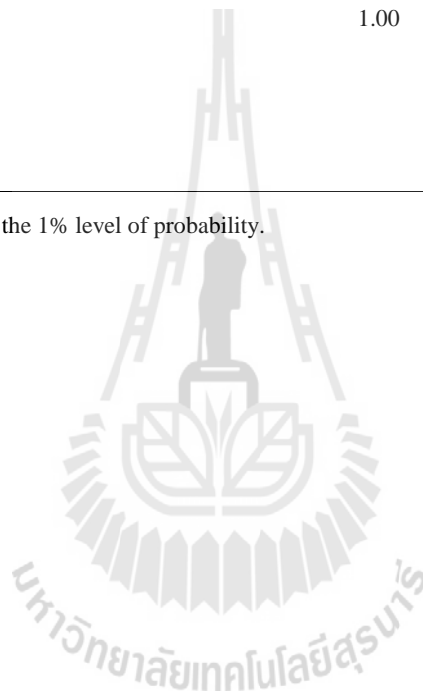 1.00
the 1% level of probability.
มหาวิทยาลัยเทคโนโลยีสุรนารี